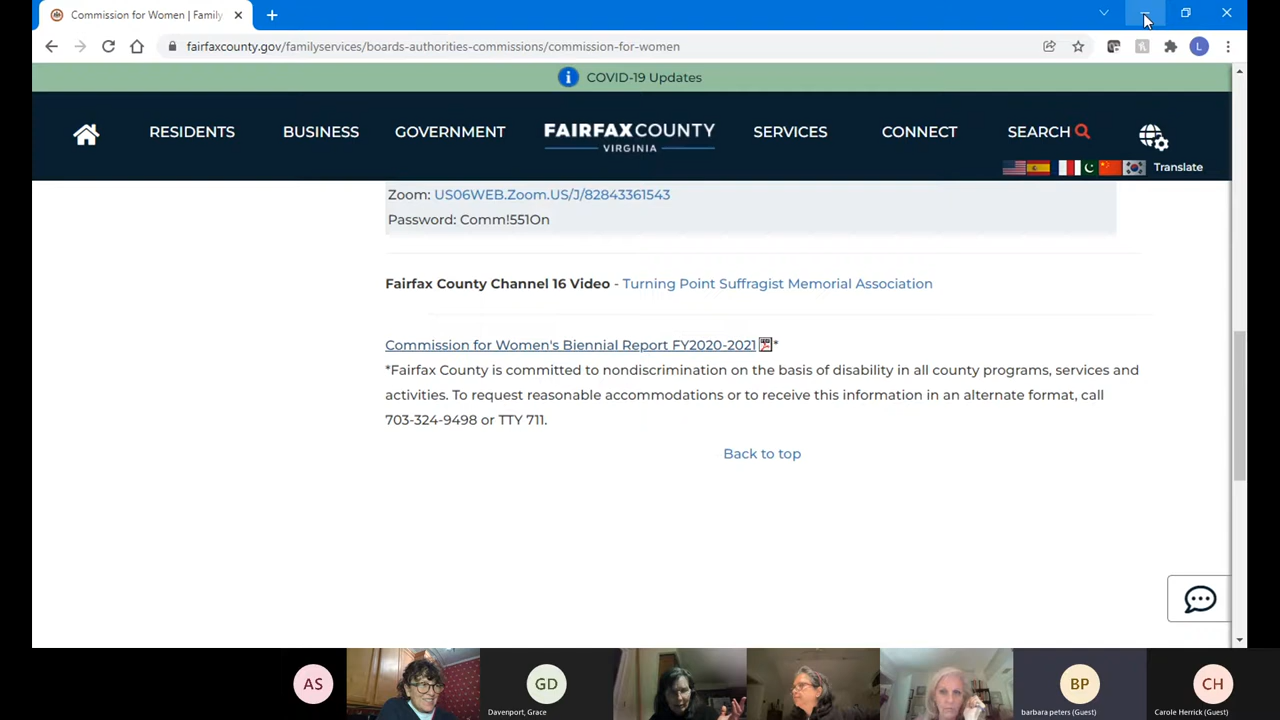 Commission for Women | Family
fairfaxcounty.gov/familyservices/boards-authorities-commissions/commission-for-women
L
COVID-19 Updates
RESIDENTS BUSINESS GOVERNMENT FAIRFAX COUNTY SERVICES CONNECT SEARCH
VIRGINIA
Translate
Zoom: US06WEB.Zoom.US/J/82843361543
Password: Comm!551On
Fairfax County Channel 16 Video - Turning Point Suffragist Memorial Association
Commission for Women's Biennial Report FY2020-2021 *
*Fairfax County is committed to nondiscrimination on the basis of disability in all county programs, services and
activities. To request reasonable accommodations or to receive this information in an alternate format, call
703-324-9498 or TTY 711.
Back to top
AS GD BP CH
Davenport, Grace barbara peters (Guest) Carole Herrick (Guest)